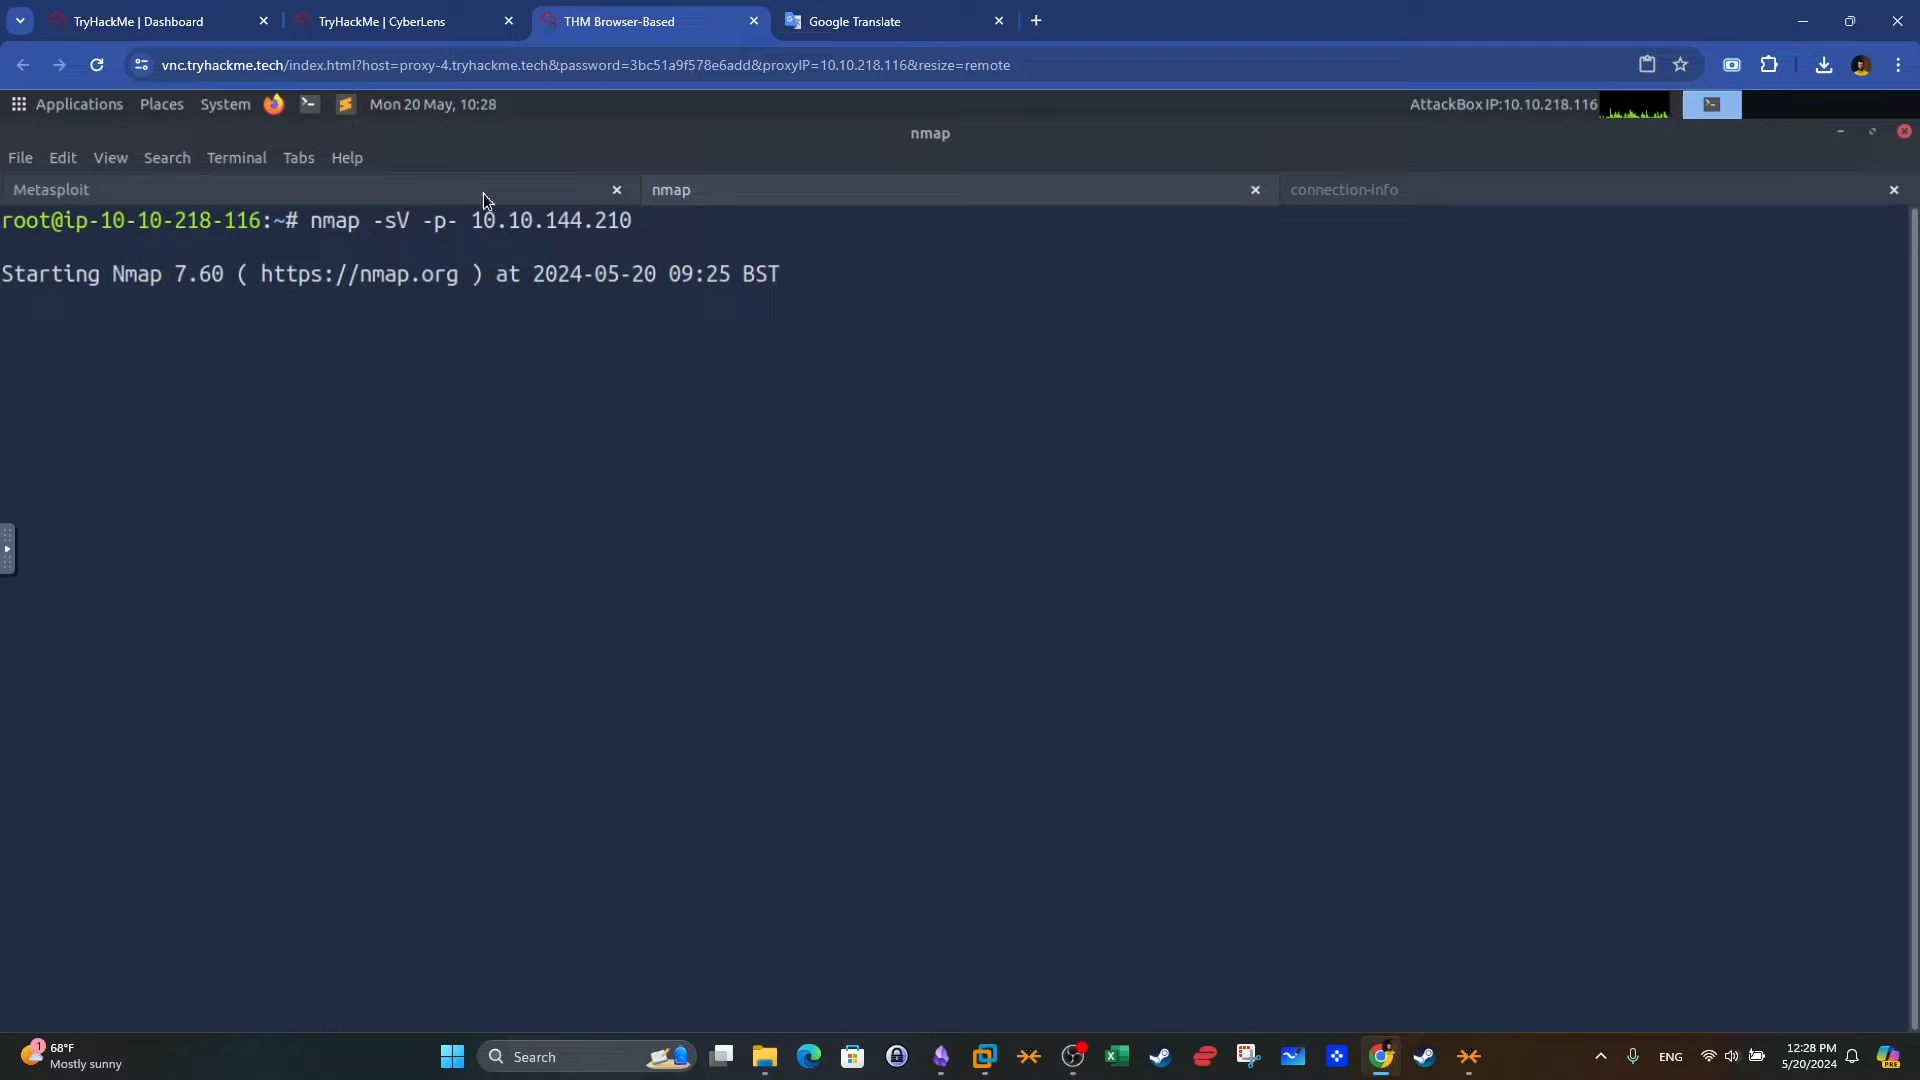 TryHackMe | Dashboard
TryHackMe | CyberLens
THM Browser-Based
Google Translate
vnc.tryhackme.tech/index.html?host=proxy-4.tryhackme.tech&password=3bc51a9f578e6add&proxyIP=10.10.218.116&resize=remote
Applications Places System Mon 20 May, 10:28 AttackBox IP:10.10.218.116
nmap
File Edit View Search Terminal Tabs Help
Metasploit nmap connection-info
root@ip-10-10-218-116:~# nmap -sV -p- 10.10.144.210
Starting Nmap 7.60 ( https://nmap.org ) at 2024-05-20 09:25 BST
1
68°F
Mostly sunny
Search
ENG
12:28 PM
5/20/2024
PRE